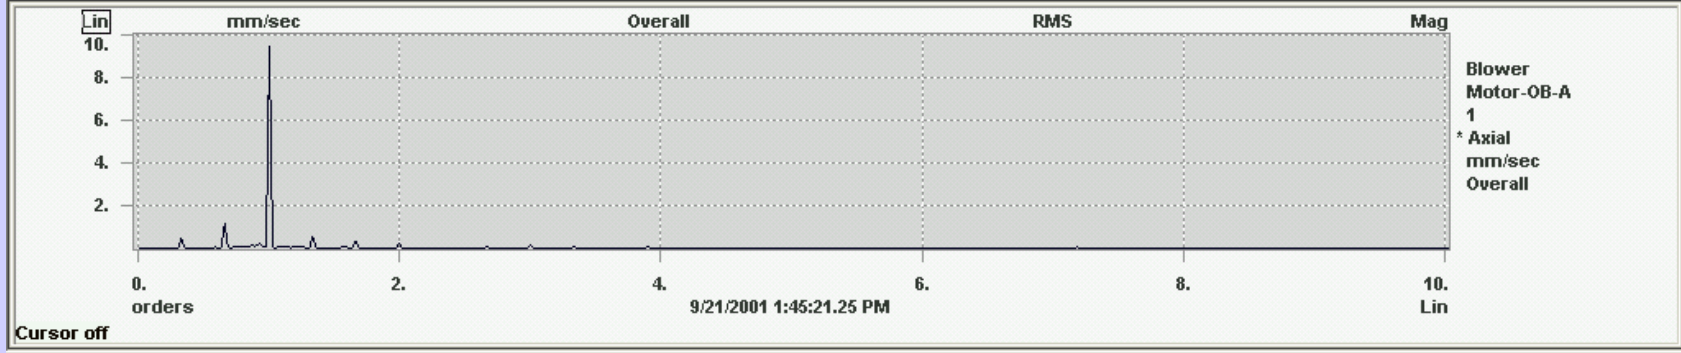 Lin mm/sec Overall RMS Mag
10.
8.
6.
4.
2.
Blower
Motor-OB-A
1
* Axial
mm/sec
Overall
0. 2. 4. 6. 8. 10.
orders 9/21/2001 1:45:21.25 PM Lin
Cursor off